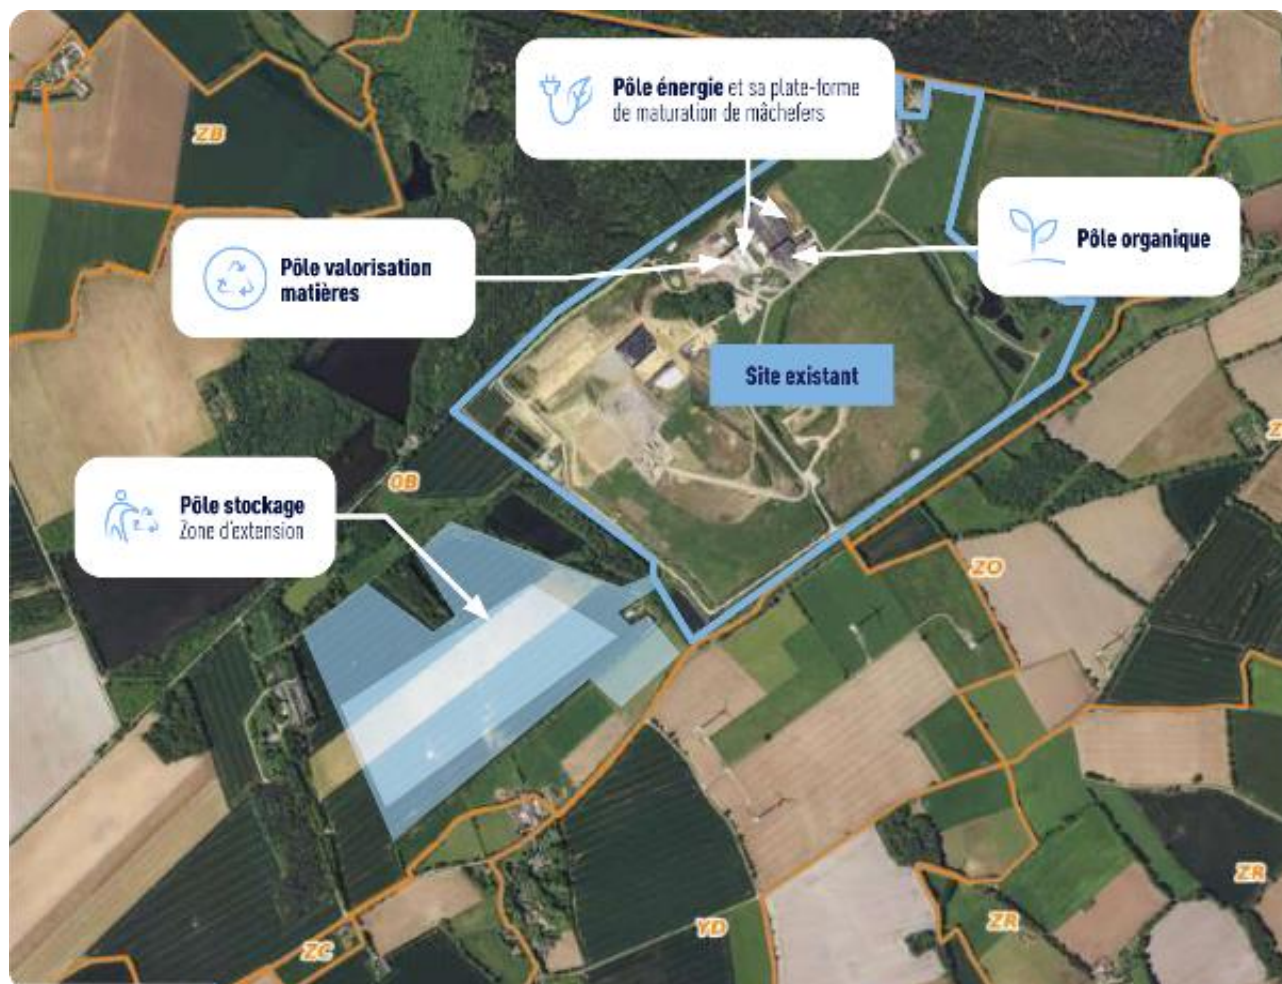 Pôle énergie et sa plate-forme
de maturation de mâchefers
ZB
Pôle organique
Pôle valorisation
matières
Site existant
OB
Pôle stockage
Zone d'extension
ZO
ZR
ZR
YD
ZC